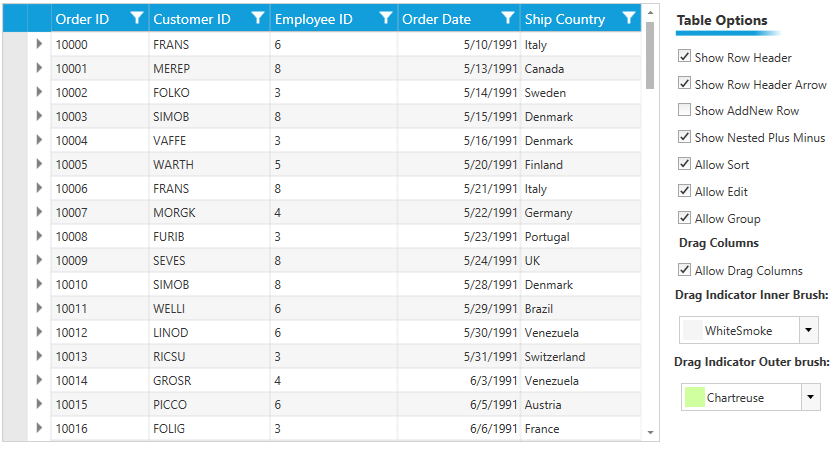 Order ID Customer ID Employee ID Order Date Ship Country
10000 FRANS 6 5/10/1991 Italy
10001 MEREP 8 5/13/1991 Canada
10002 FOLKO 3 5/14/1991 Sweden
10003 SIMOB 8 5/15/1991 Denmark
10004 VAFFE 3 5/16/1991 Denmark
10005 WARTH 5 5/20/1991 Finland
10006 FRANS 8 5/21/1991 Italy
10007 MORGK 4 5/22/1991 Germany
10008 FURIB 3 5/23/1991 Portugal
10009 SEVES 8 5/24/1991 UK
10010 SIMOB 8 5/28/1991 Denmark
10011 WELLI 6 5/29/1991 Brazil
10012 LINOD 6 5/30/1991 Venezuela
10013 RICSU 3 5/31/1991 Switzerland
10014 GROSR 4 6/3/1991 Venezuela
10015 PICCO 6 6/5/1991 Austria
10016 FOLIG 3 6/6/1991 France
Table Options
Show Row Header
Show Row Header Arrow
Show AddNew Row
Show Nested Plus Minus
Allow Sort
Allow Edit
Allow Group
Drag Columns
Allow Drag Columns
Drag Indicator Inner Brush:
WhiteSmoke
Drag Indicator Outer brush:
Chartreuse